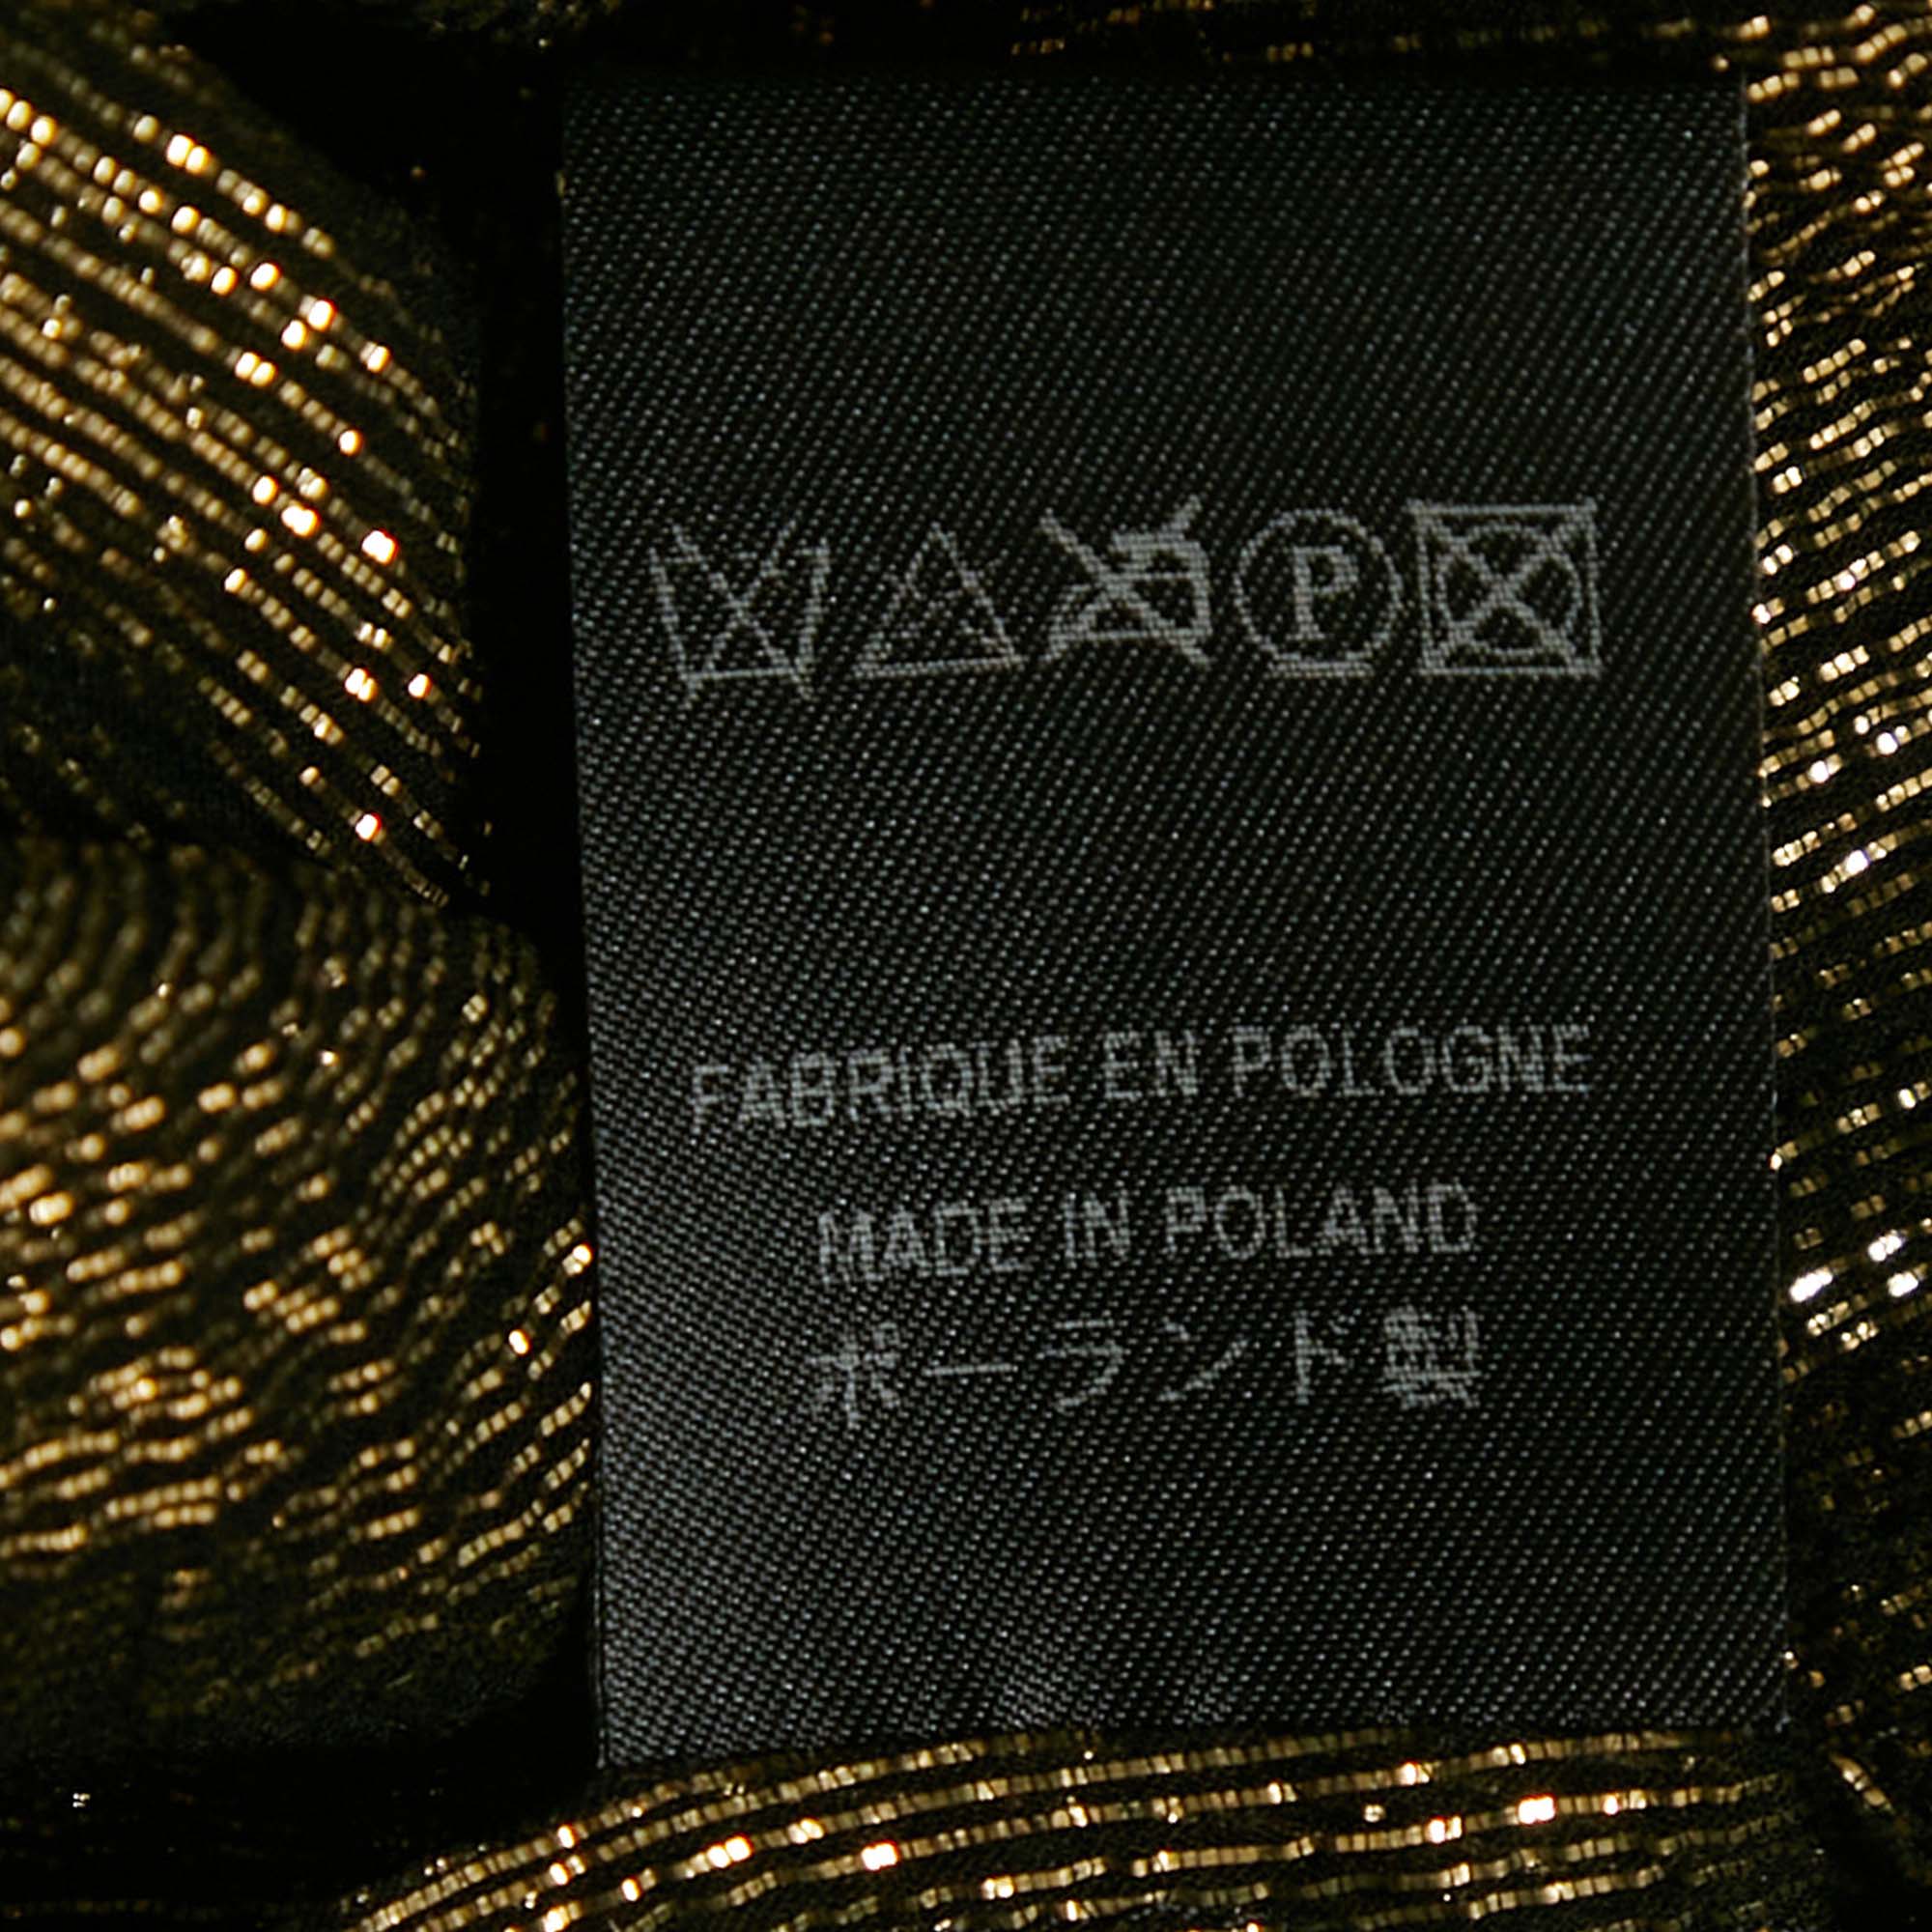 P
FABRIQUE EN POLOGNE
MADE IN POLAND
ポーランド製